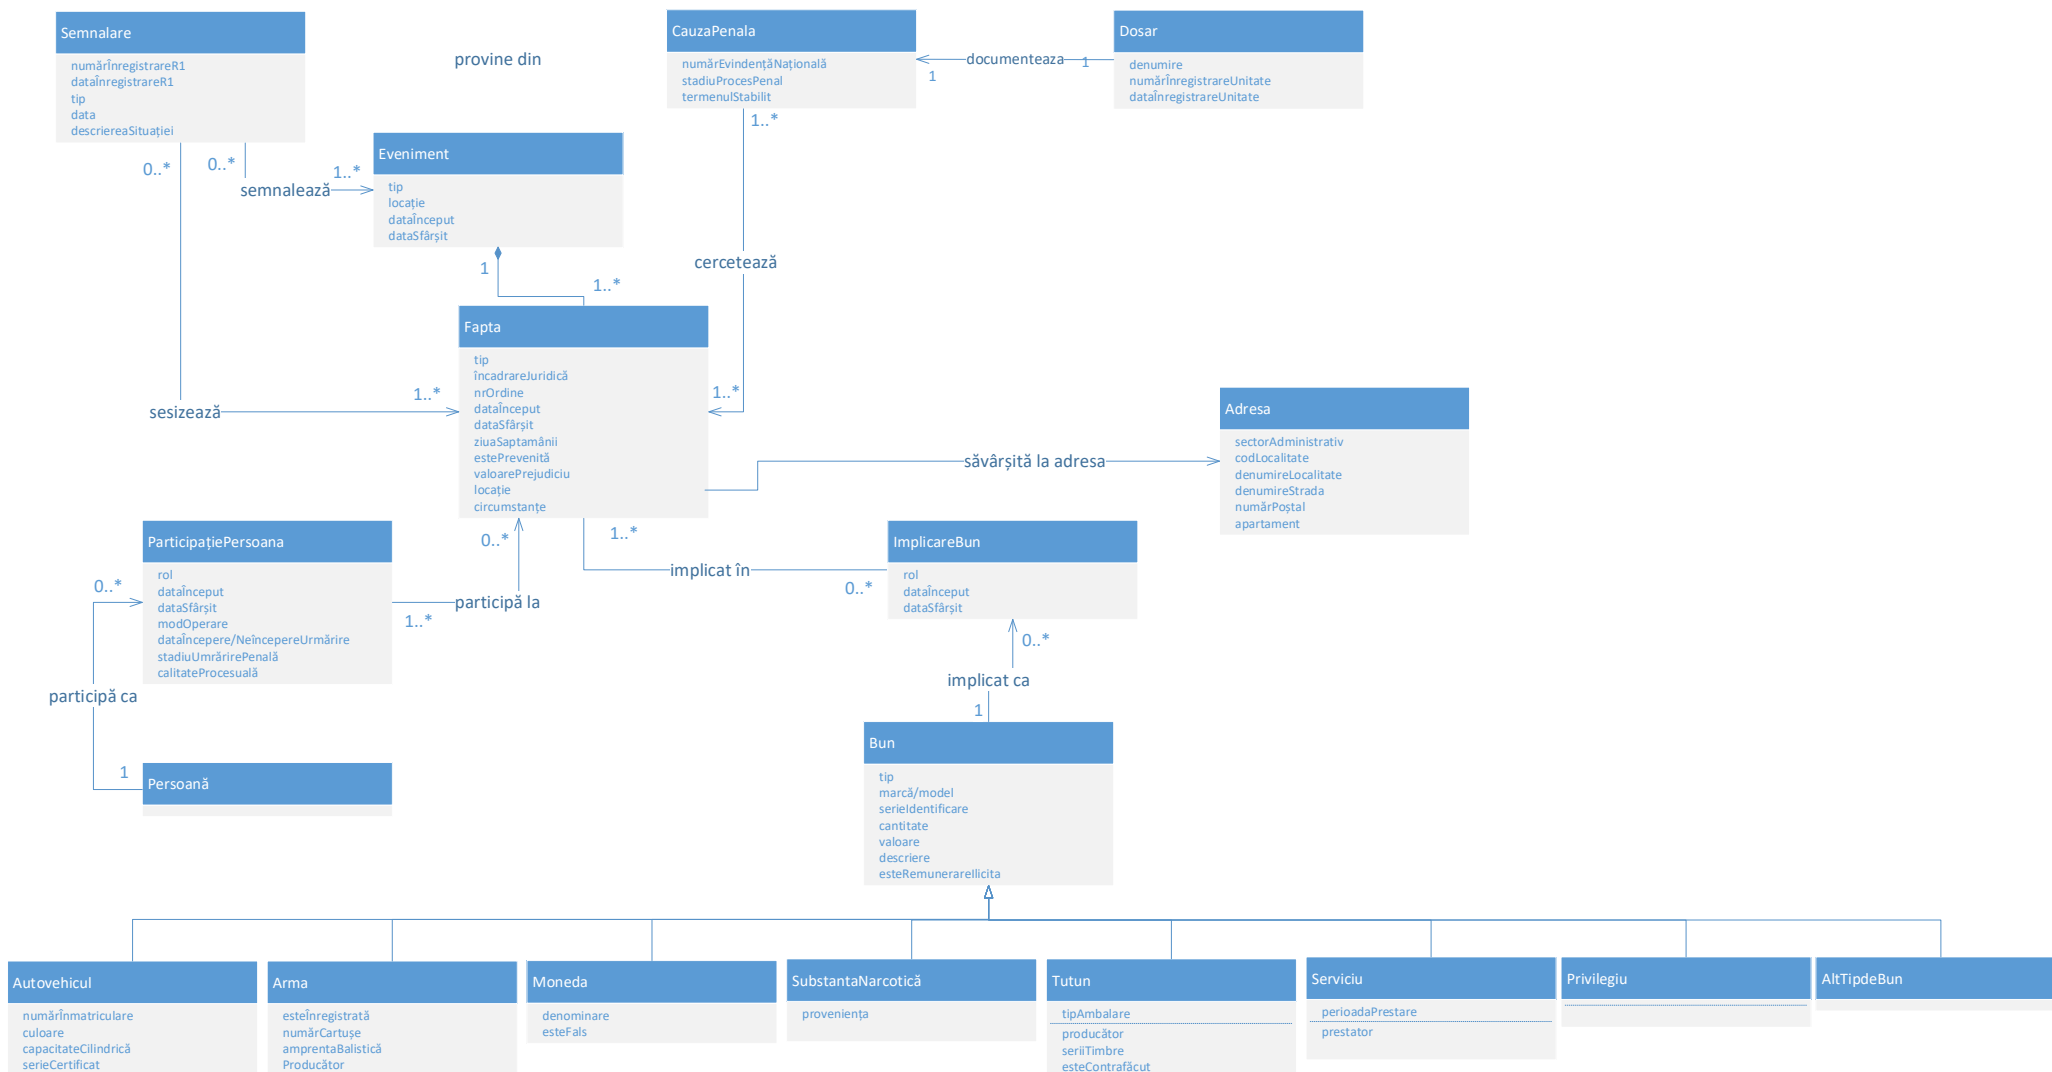 Semnalare
numărÎnregistrareR1
dataÎnregistrareR1
tip
data
descriereaSituației
provine din
CauzaPenala
numărEvindențăNațională
stadiuProcesPenal
termenulStabilit
documenteaza
1
1
Dosar
denumire
numărÎnregistrareUnitate
dataÎnregistrareUnitate
0..*
0..*
semnalează
1..*
Eveniment
tip
locație
dataÎnceput
dataSfârșit
1..*
cercetează
1..*
1
1..*
Fapta
tip
încadrareJuridică
nrOrdine
dataÎnceput
dataSfârșit
ziuaSaptamânii
estePrevenită
valoarePrejudiciu
locație
circumstanțe
sesizează
1..*
săvârșită la adresa
Adresa
sectorAdministrativ
codLocalitate
denumireLocalitate
denumireStrada
numărPoștal
apartament
ParticipațiePersoana
rol
dataÎnceput
dataSfârșit
modOperare
dataÎncepere/NeîncepereUrmărire
stadiuUmrărirePenală
calitateProcesuală
0..*
participă la
1..*
0..*
participă ca
1
Persoană
1..*
implicat în
0..*
ImplicareBun
rol
dataÎnceput
dataSfârșit
0..*
implicat ca
1
Bun
tip
marcă/model
serieIdentificare
cantitate
valoare
descriere
esteRemunerareIlicita
Autovehicul
numărÎnmatriculare
culoare
capacitateCilindrică
serieCertificat
Arma
esteÎnregistrată
numărCartușe
amprentaBalistică
Producător
Moneda
denominare
esteFals
SubstantaNarcotică
proveniența
Tutun
tipAmbalare
producător
seriiTimbre
esteContrafăcut
Serviciu
perioadaPrestare
prestator
Privilegiu
AltTipdeBun